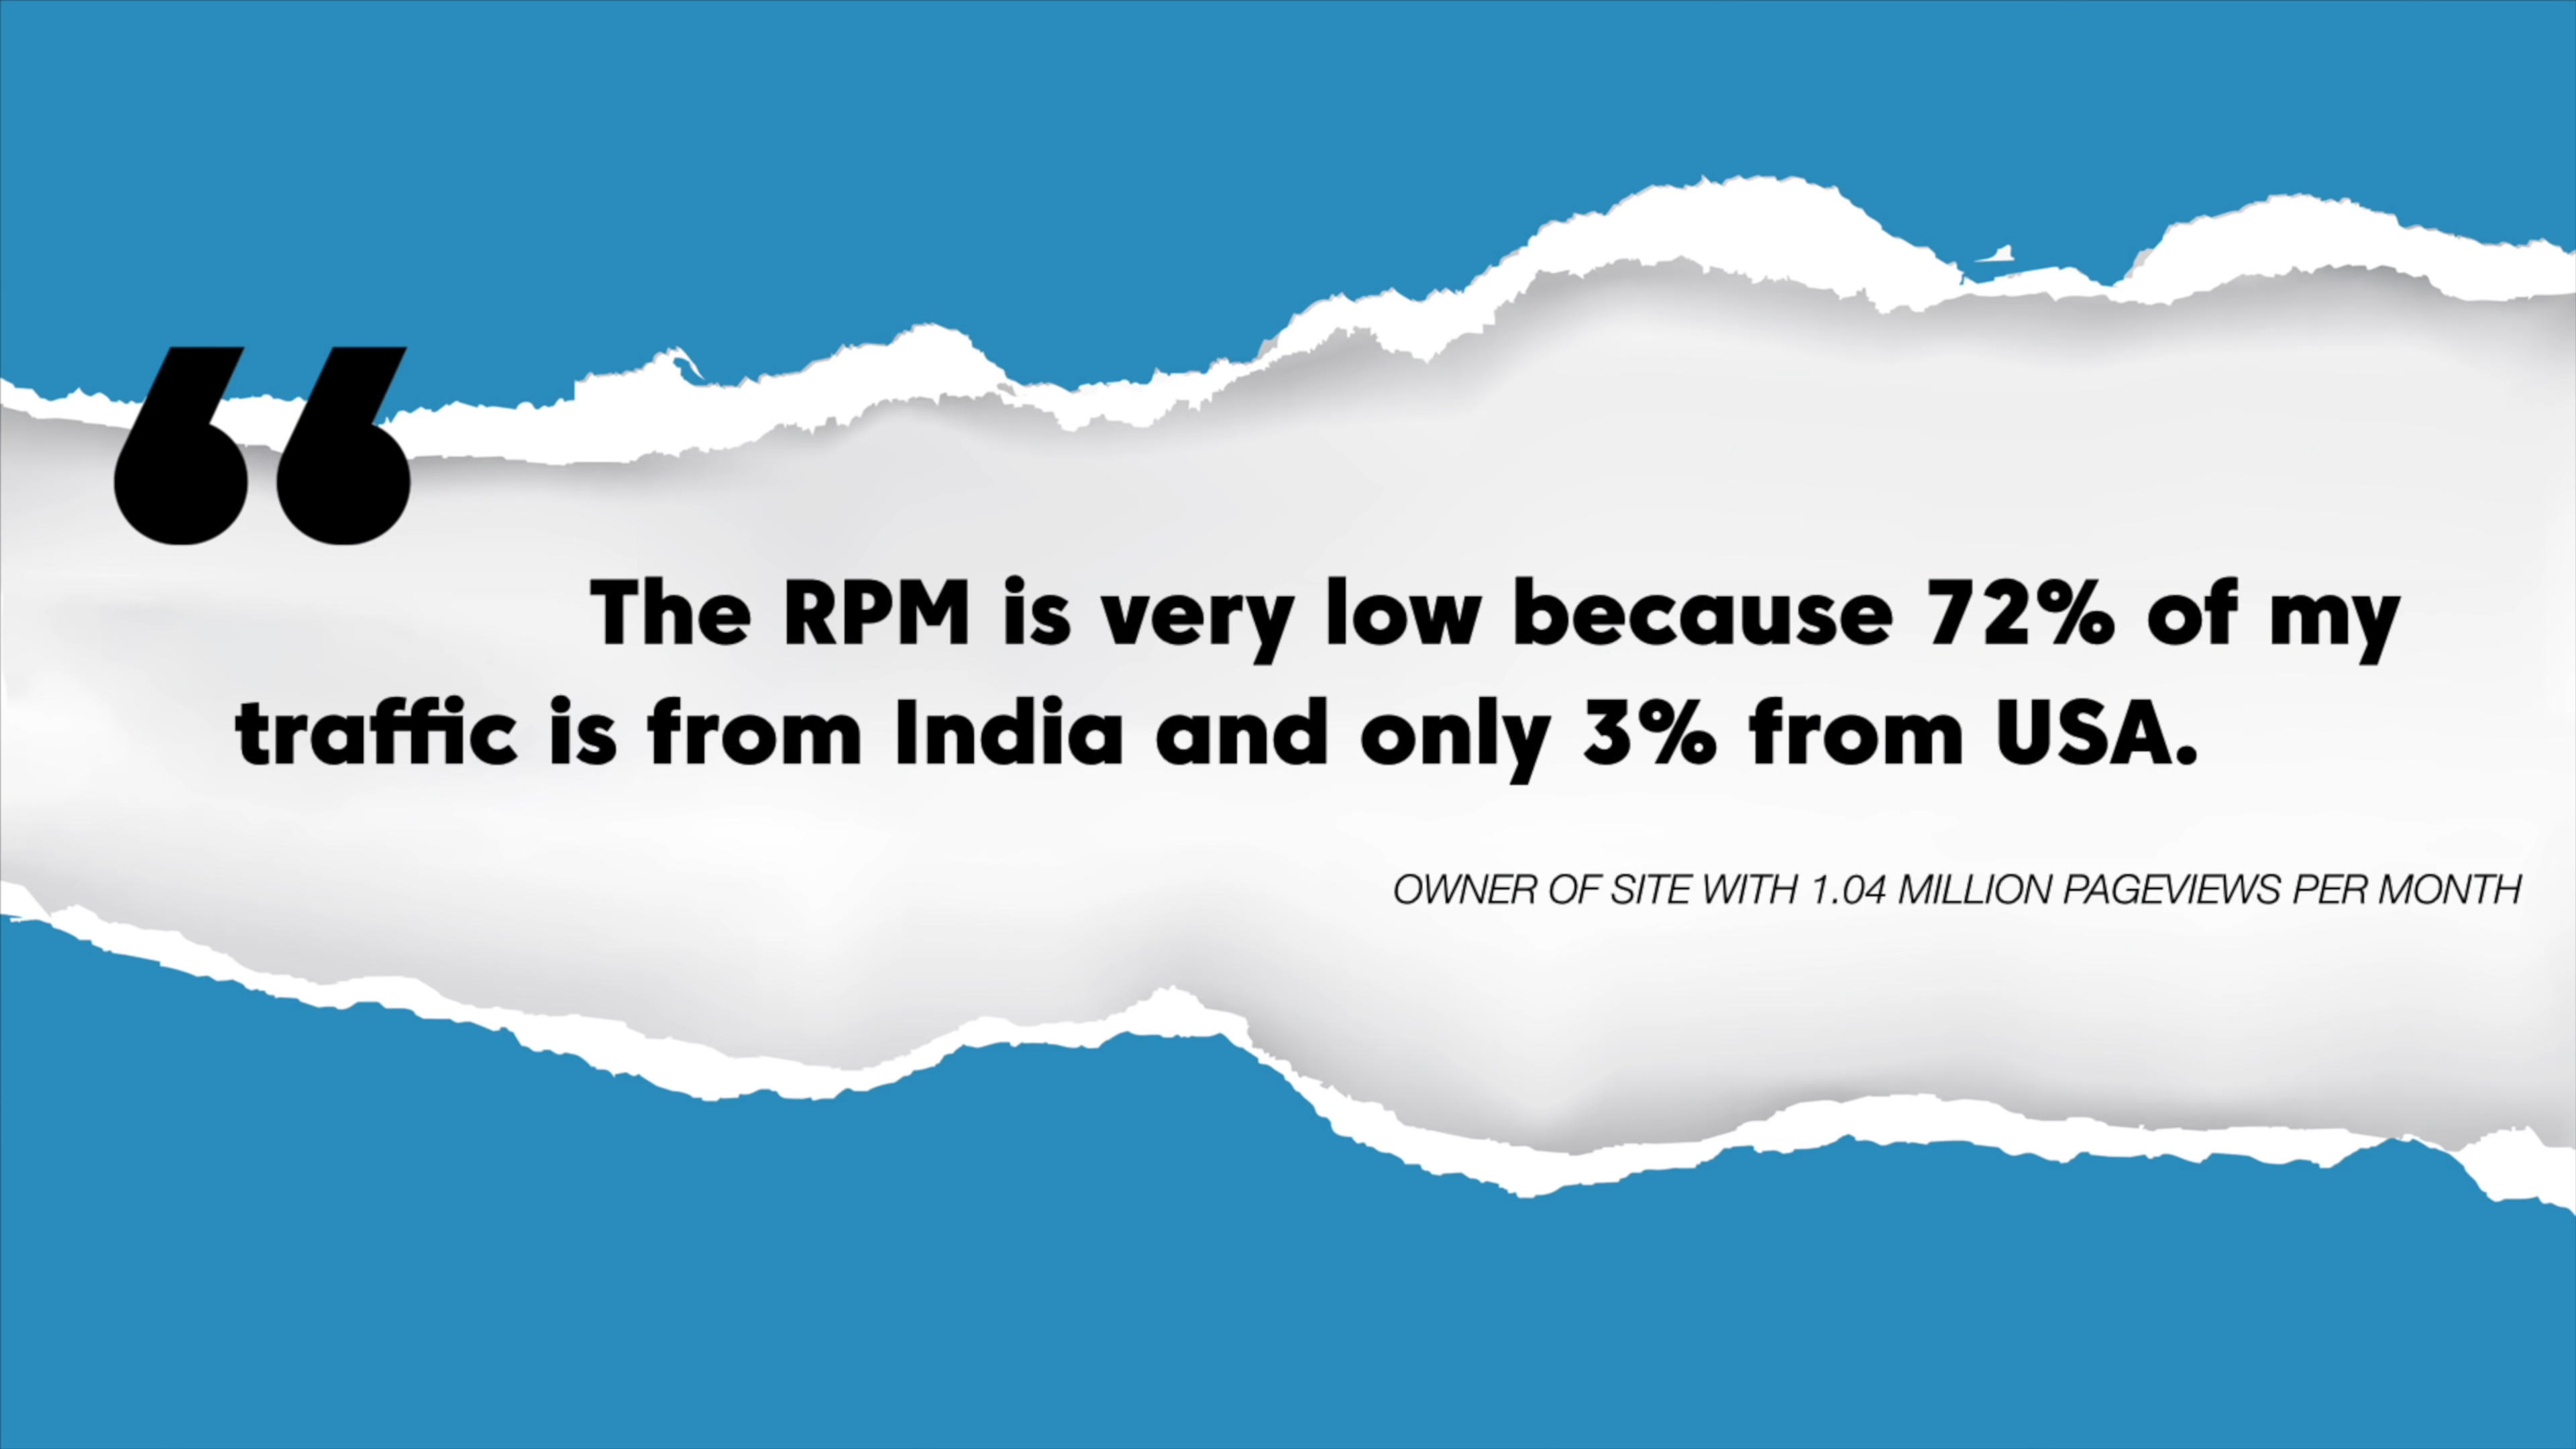 “
The RPM is very low because 72% of my
traffic is from India and only 3% from USA.
OWNER OF SITE WITH 1.04 MILLION PAGEVIEWS PER MONTH